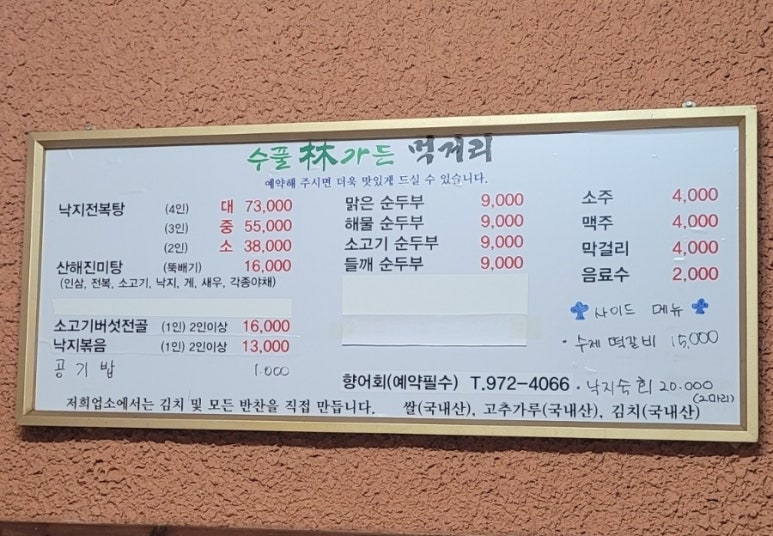 수풀 林 가든 먹거리
예약해 주시면 더욱 맛있게 드실 수 있습니다.
낙지전복탕 (4인) 대 73,000
(3인) 중 55,000
(2인) 소 38,000
산해진미탕 (뚝배기) 16,000
(인삼, 전복, 소고기, 낙지, 게, 새우, 각종야채)
소고기버섯전골 (1인) 2인이상 16,000
낙지볶음 (1인) 2인이상 13,000
공기밥 1.000
맑은 순두부 9,000
해물 순두부 9,000
소고기 순두부 9,000
들깨 순두부 9,000
향어회(예약필수) T.972-4066
소주 4,000
맥주 4,000
막걸리 4,000
음료수 2,000
사이드 메뉴
· 수제 떡갈비 15,000
· 낙지숙회 20.000
(2마리)
저희업소에서는 김치 및 모든 반찬을 직접 만듭니다. 쌀(국내산), 고추가루(국내산), 김치(국내산)